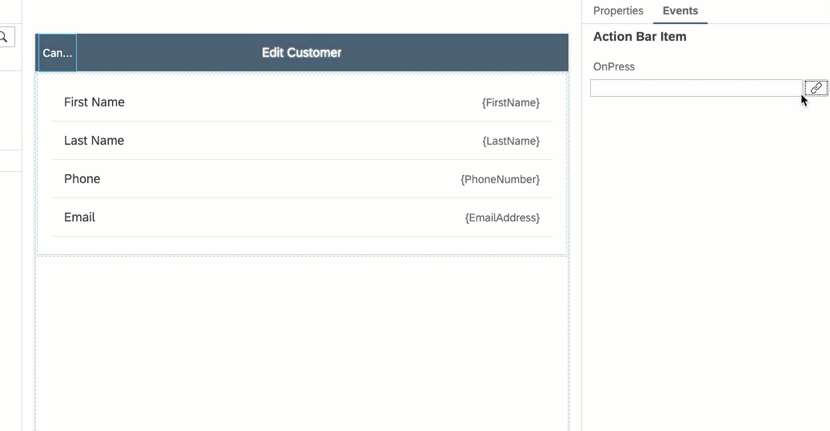 Properties Events
Action Bar Item
OnPress
Can... Edit Customer
First Name {FirstName}
Last Name {LastName}
Phone {PhoneNumber}
Email {EmailAddress}